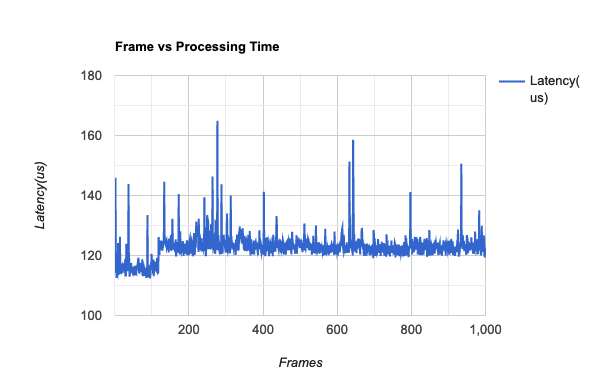 Frame vs Processing Time
180
160
140
120
100
Latency(us)
200
400
600
800
1,000
Frames
Latency(
us)